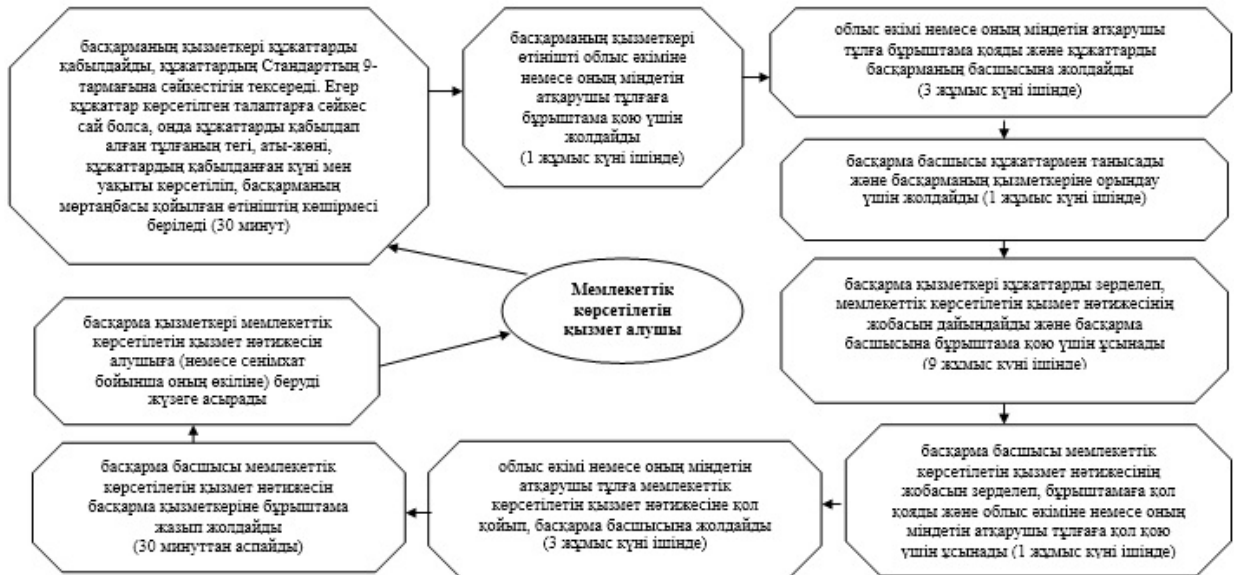 басқарманың қызметкері құжаттарды
қабылдайды, құжаттардың Стандарттың 9-
тармағына сәйкестігін тексереді. Егер
құжаттар көрсетілген талаптарға сәйкес
сай болса, онда құжаттарды қабылдап
алған тұлғаның тегі, аты-жөні,
құжаттардың қабылданған күні мен
уақыты көрсетіліп, басқарманың
мөртаңбасы қойылған өтініштің көшірмесі
беріледі (30 минут)
басқарманың қызметкері
өтінішті облыс әкіміне
немесе оның міндетін
атқарушы тұлғаға
бұрыштама қою үшін
жолдайды
(1 жұмыс күні ішінде)
облыс әкімі немесе оның міндетін атқарушы
тұлға бұрыштама қояды және құжаттарды
басқарманың басшысына жолдайды
(3 жұмыс күні ішінде)
басқарма басшысы құжаттармен танысады
және басқарманың қызметкеріне орындау
үшін жолдайды (1 жұмыс күні ішінде)
басқарма қызметкері құжаттарды зерделеп,
мемлекеттік көрсетілетін қызмет нәтижесінің
жобасын дайындайды және басқарма
басшысына бұрыштама қою үшін ұсынады
(9 жұмыс күні ішінде)
басқарма басшысы мемлекеттік
көрсетілетін қызмет нәтижесінің
жобасын зерделеп, бұрыштамаға қол
қояды және облыс әкіміне немесе оның
міндетін атқарушы тұлғаға қол қою
үшін ұсынады (1 жұмыс күні ішінде)
облыс әкімі немесе оның міндетін
атқарушы тұлға мемлекеттік
көрсетілетін қызмет нәтижесіне қол
қойып, басқарма басшысына жолдайды
(3 жұмыс күні ішінде)
басқарма басшысы мемлекеттік
көрсетілетін қызмет нәтижесін
басқарма қызметкеріне бұрыштама
жазып жолдайды
(30 минуттан аспайды)
басқарма қызметкері мемлекеттік
көрсетілетін қызмет нәтижесін
алушыға (немесе сенімхат
бойынша оның өкіліне) беруді
жүзеге асырады
Мемлекеттік
көрсетілетін
қызмет алушы